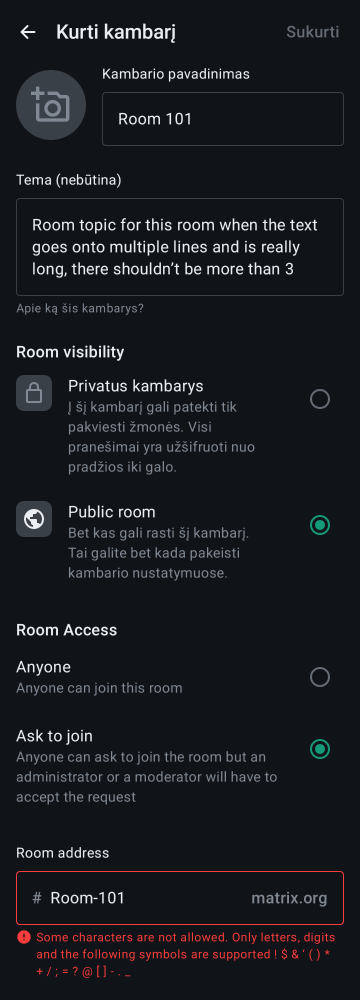 Kurti kambarį
Sukurti
Kambario pavadinimas
Room 101
Tema (nebūtina)
Room topic for this room when the text
goes onto multiple lines and is really
long, there shouldn’t be more than 3
Apie ką šis kambarys?
Room visibility
Privatus kambarys
Į šį kambarį gali patekti tik
pakviesti žmonės. Visi
pranešimai yra užšifruoti nuo
pradžios iki galo.
Public room
Bet kas gali rasti šį kambarį.
Tai galite bet kada pakeisti
kambario nustatymuose.
Room Access
Anyone
Anyone can join this room
Ask to join
Anyone can ask to join the room but an
administrator or a moderator will have to
accept the request
Room address
# Room-101 matrix.org
Some characters are not allowed. Only letters, digits
and the following symbols are supported ! $ & ‘ ( ) *
+ / ; = ? @ [ ] - . _